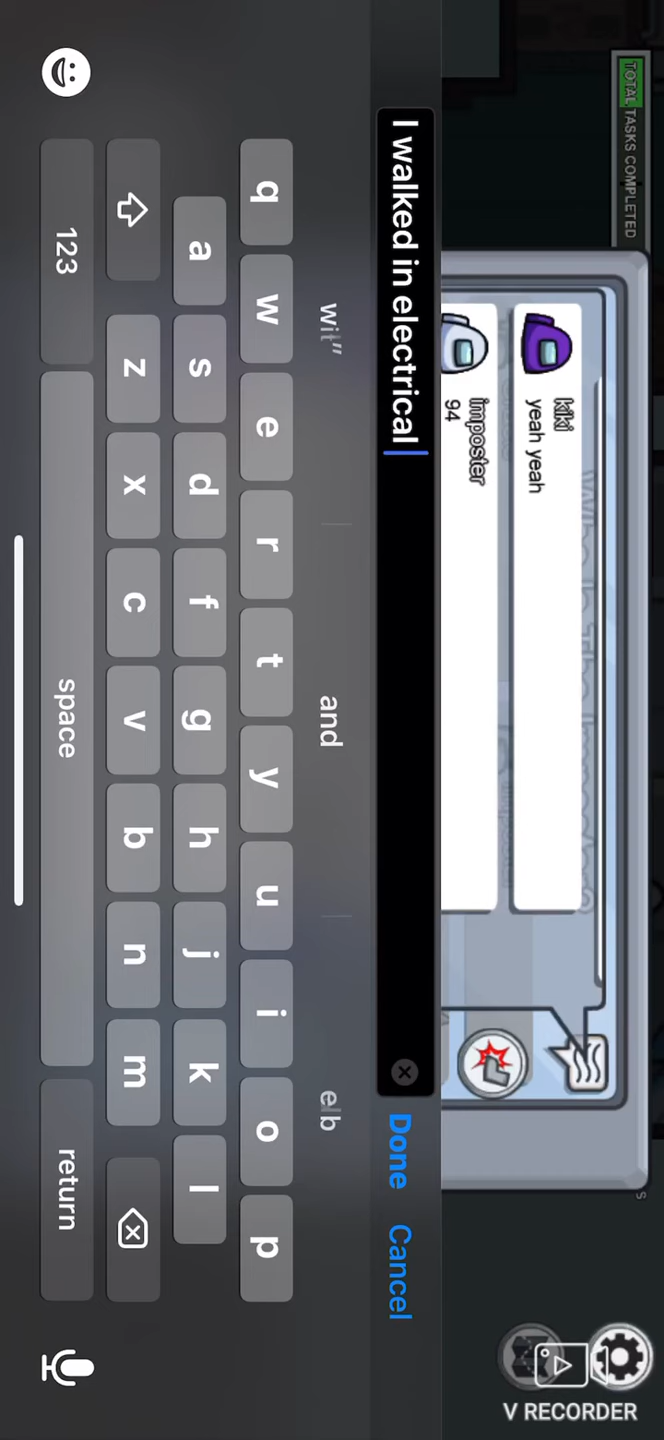 TOTAL TASKS COMPLETED
kiki
yeah yeah
imposter
94
I walked in electrical
Done
Cancel
and
q w e r t y u i o p
a s d f g h j k l
z x c v b n m
123
space
return
V RECORDER